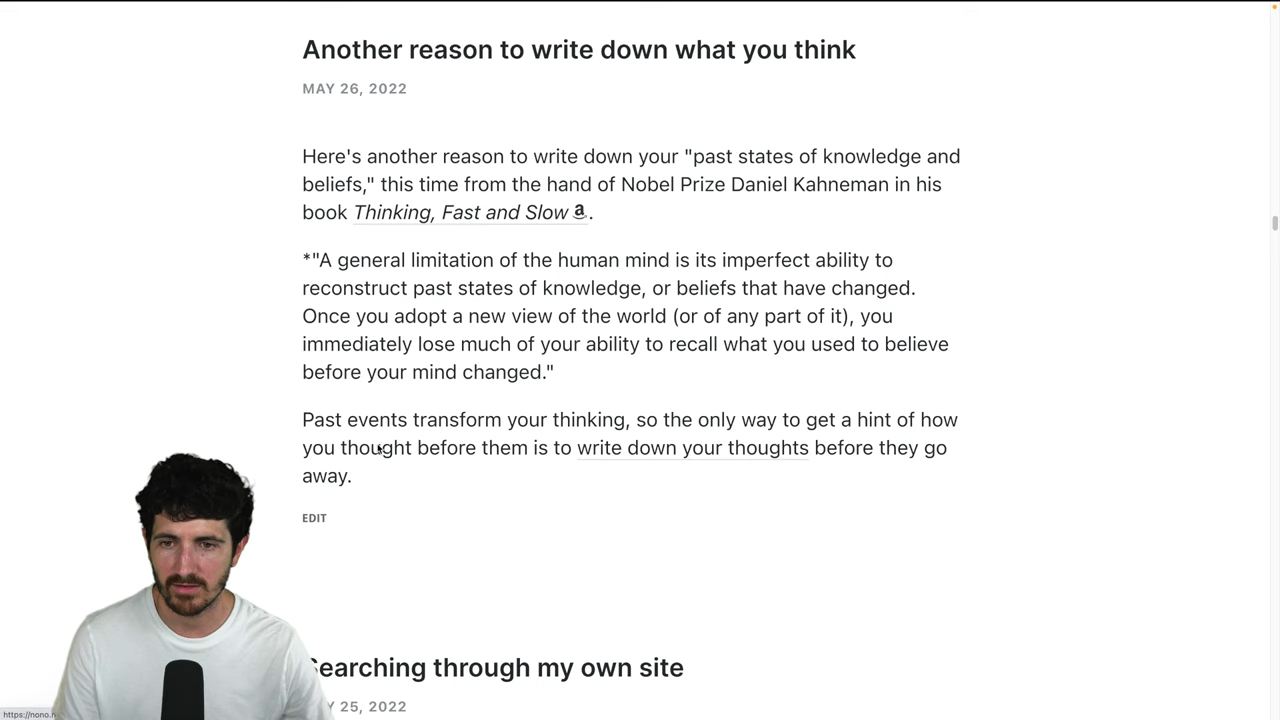 Another reason to write down what you think
MAY 26, 2022
Here's another reason to write down your "past states of knowledge and
beliefs," this time from the hand of Nobel Prize Daniel Kahneman in his
book Thinking, Fast and Slow a.
*"A general limitation of the human mind is its imperfect ability to
reconstruct past states of knowledge, or beliefs that have changed.
Once you adopt a new view of the world (or of any part of it), you
immediately lose much of your ability to recall what you used to believe
before your mind changed."
Past events transform your thinking, so the only way to get a hint of how
you thought before them is to write down your thoughts before they go
away.
EDIT
Searching through my own site
Y 25, 2022
https://nono.